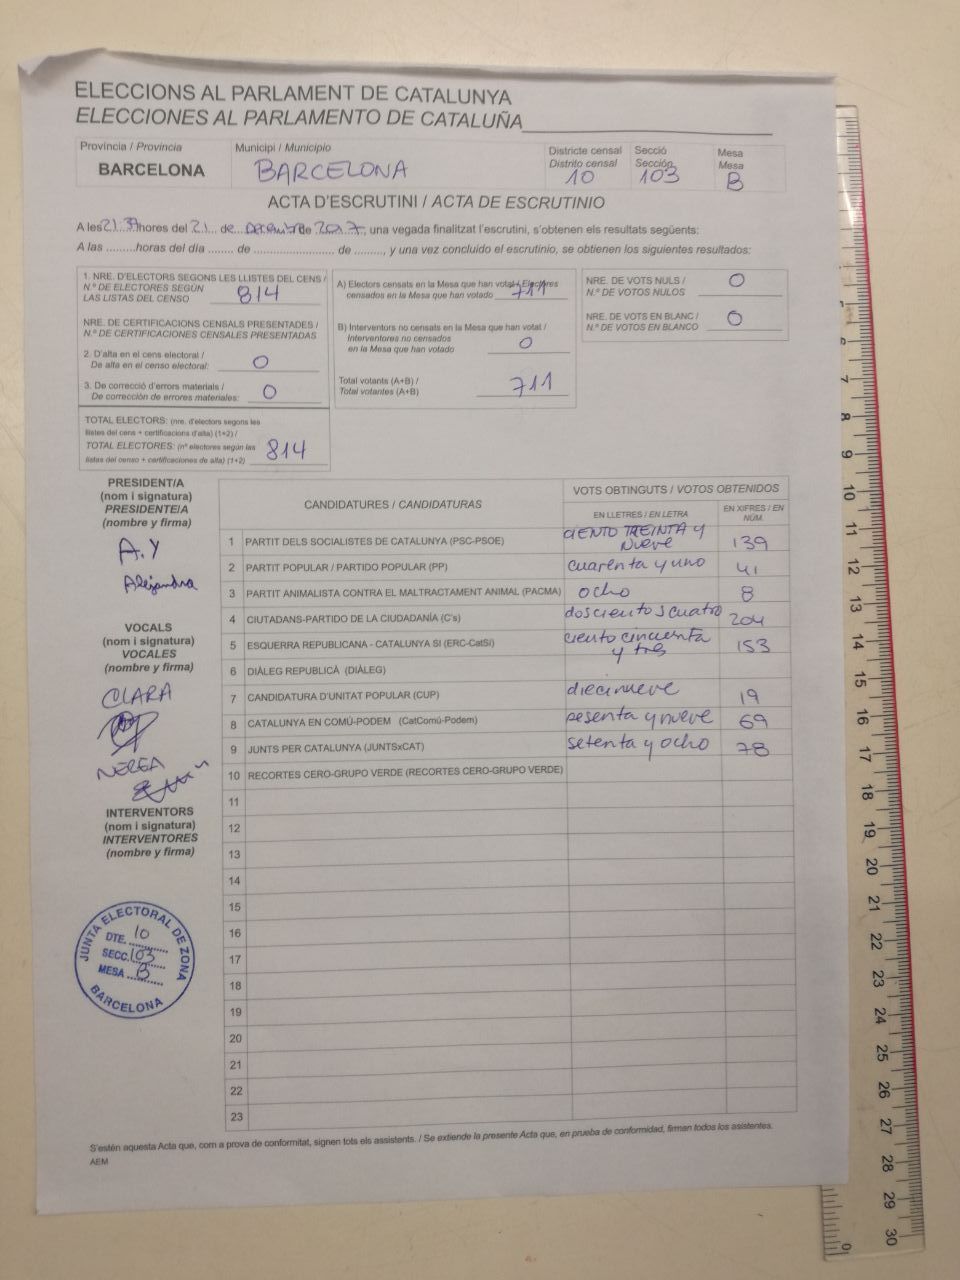 ELECCIONS AL PARLAMENT DE CATALUNYA
ELECCIONES AL PARLAMENTO DE CATALUÑA
Provincia / Provincia
BARCELONA
Municipi / Municipio
BARCELONA
Districte censal
Distrito censal
10
Secció
Sección
103
Mesa
Mesa
B
ACTA D'ESCRUTINI / ACTA DE ESCRUTINIO
A les 21.37 hores del 21 de Decembre de 2017, una vegada finalitzat l'escrutini, s'obtenen els resultats següents:
A las .........horas del día ....... de ....................... de ........, y una vez concluido el escrutinio, se obtienen los siguientes resultados:
1. NRE. D'ELECTORS SEGONS LES LLISTES DEL CENS /
N.º DE ELECTORES SEGÚN
LAS LISTAS DEL CENSO 814
NRE. DE CERTIFICACIONS CENSALS PRESENTADES /
N.º DE CERTIFICACIONES CENSALES PRESENTADAS
2. D'alta en el cens electoral /
De alta en el censo electoral: 0
3. De correcció d'errors materials /
De corrección de errores materiales: 0
TOTAL ELECTORS: (nre. d'electors segons les
llistes del cens + certificacions d'alta) (1+2) /
TOTAL ELECTORES: (nº electores según las
listas del censo + certificaciones de alta) (1+2) 814
A) Electors censats en la Mesa que han votat / Electores
censados en la Mesa que han votado 711
B) Interventors no censats en la Mesa que han votat /
Interventores no censados
en la Mesa que han votado 0
Total votants (A+B) /
Total votantes (A+B) 711
NRE. DE VOTS NULS /
N.º DE VOTOS NULOS 0
NRE. DE VOTS EN BLANC /
N.º DE VOTOS EN BLANCO 0
PRESIDENT/A
(nom i signatura)
PRESIDENTE/A
(nombre y firma)
A.Y
Alejandra
VOCALS
(nom i signatura)
VOCALES
(nombre y firma)
CLARA
NEREA
INTERVENTORS
(nom i signatura)
INTERVENTORES
(nombre y firma)
JUNTA ELECTORAL DE ZONA
DTE. 10
SECC. 103
MESA B
BARCELONA
CANDIDATURES / CANDIDATURAS
VOTS OBTINGUTS / VOTOS OBTENIDOS
EN LLETRES / EN LETRA
EN XIFRES / EN NÚM.
1 PARTIT DELS SOCIALISTES DE CATALUNYA (PSC-PSOE) CIENTO TREINTA Y Nueve 139
2 PARTIT POPULAR / PARTIDO POPULAR (PP) cuarenta y uno 41
3 PARTIT ANIMALISTA CONTRA EL MALTRACTAMENT ANIMAL (PACMA) ocho 8
4 CIUTADANS-PARTIDO DE LA CIUDADANÍA (C's) doscientos cuatro 204
5 ESQUERRA REPUBLICANA - CATALUNYA SÍ (ERC-CatSí) ciento cincuenta y tres 153
6 DIÀLEG REPUBLICÀ (DIÀLEG)
7 CANDIDATURA D'UNITAT POPULAR (CUP) diecinueve 19
8 CATALUNYA EN COMÚ-PODEM (CatComú-Podem) sesenta y nueve 69
9 JUNTS PER CATALUNYA (JUNTSxCAT) setenta y ocho 78
10 RECORTES CERO-GRUPO VERDE (RECORTES CERO-GRUPO VERDE)
11
12
13
14
15
16
17
18
19
20
21
22
23
S'estén aquesta Acta que, com a prova de conformitat, signen tots els assistents. / Se extiende la presente Acta que, en prueba de conformidad, firman todos los asistentes.
AEM
6
7
8
9
10
11
12
13
14
15
16
17
18
19
20
21
22
23
24
25
26
27
28
29
30
0